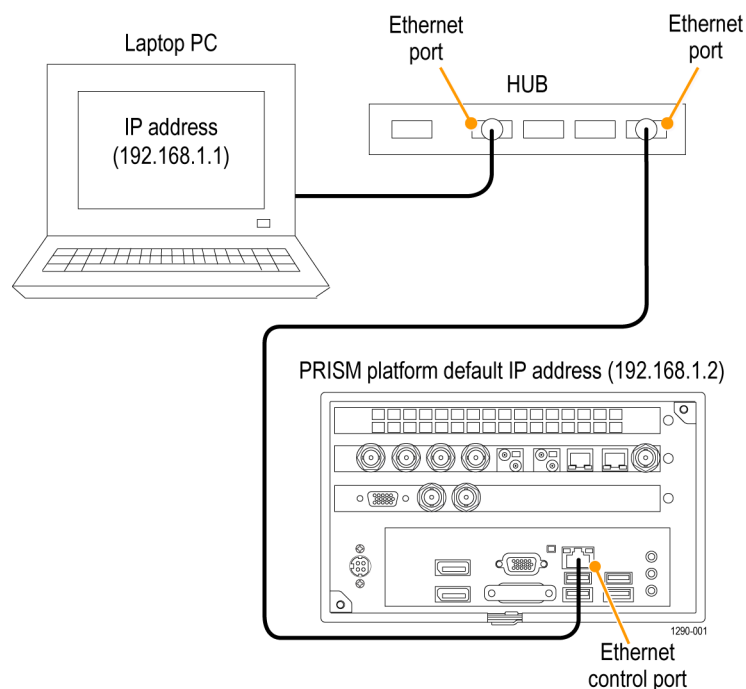 Laptop PC
IP address
(192.168.1.1)
Ethernet
port
HUB
Ethernet
port
PRISM platform default IP address (192.168.1.2)
1290-001
Ethernet
control port